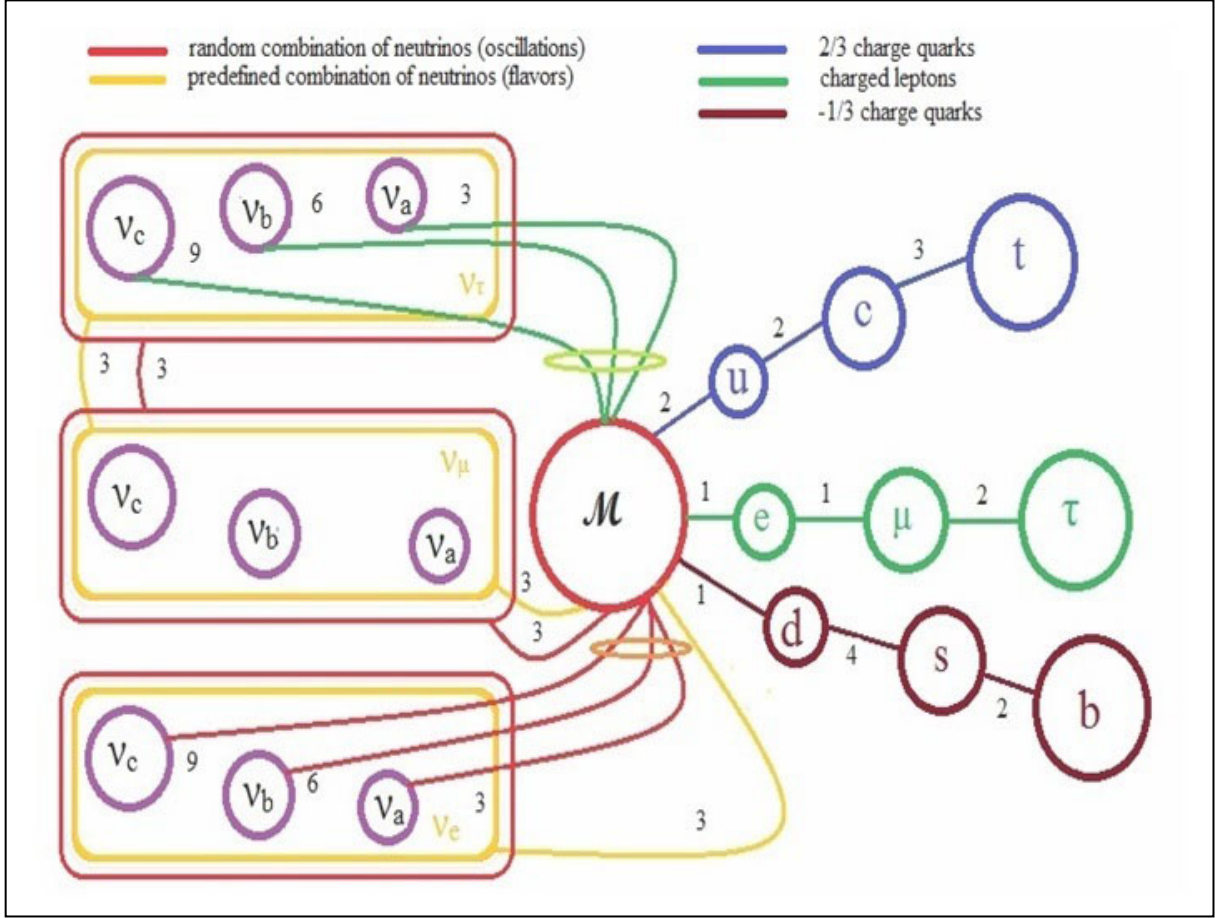 random combination of neutrinos (oscillations)
predefined combination of neutrinos (flavors)
2/3 charge quarks
charged leptons
-1/3 charge quarks
νc
9
νb
6
νa
3
ντ
3
3
νc
νb
νa
νμ
3
3
νc
9
νb
6
νa
3
νe
3
ℳ
2
u
2
c
3
t
1
e
1
μ
2
τ
1
d
4
s
2
b